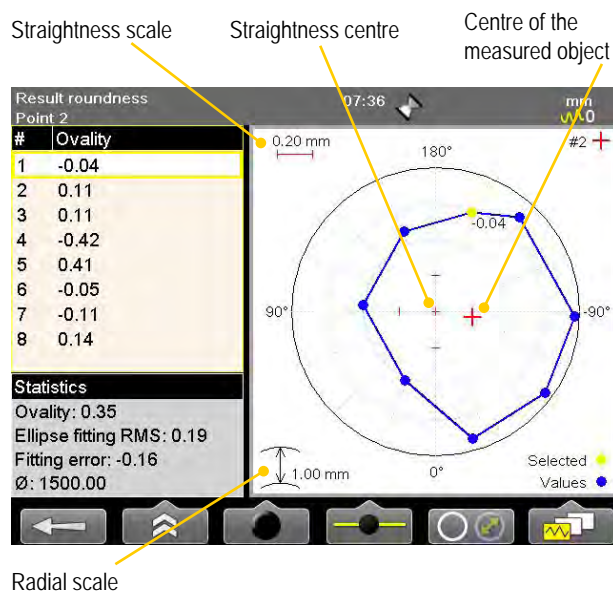 Straightness scale
Straightness centre
Centre of the
measured object
Result roundness
Point 2
07:36
mm
0
# Ovality
1 -0.04
2 0.11
3 0.11
4 -0.42
5 0.41
6 -0.05
7 -0.11
8 0.14
Statistics
Ovality: 0.35
Ellipse fitting RMS: 0.19
Fitting error: -0.16
Ø: 1500.00
0.20 mm
#2
180°
-0.04
90°
-90°
0°
1.00 mm
Selected
Values
Radial scale